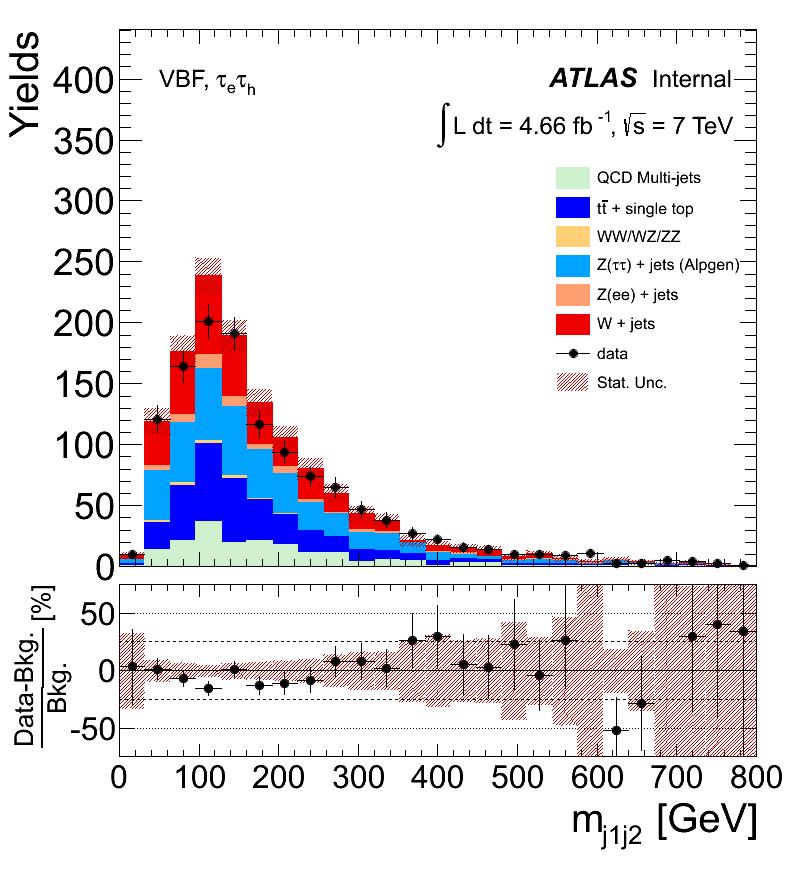 Yields
400
350
300
250
200
150
100
50
0
VBF, τeτh
ATLAS Internal
∫L dt = 4.66 fb-1, √s = 7 TeV
QCD Multi-jets
tt̄ + single top
WW/WZ/ZZ
Z(ττ) + jets (Alpgen)
Z(ee) + jets
W + jets
data
Stat. Unc.
Data-Bkg.
Bkg.
[%]
50
0
-50
0 100 200 300 400 500 600 700 800
mj1j2 [GeV]